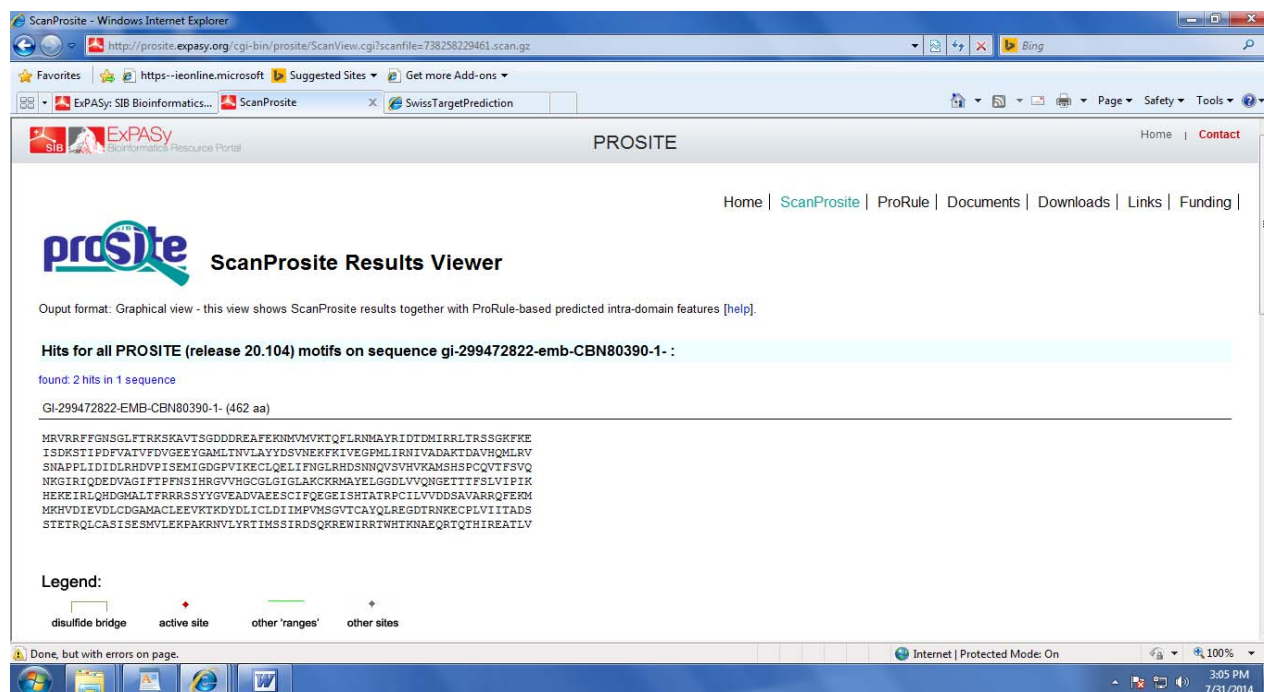 ScanProsite - Windows Internet Explorer
http://prosite.expasy.org/cgi-bin/prosite/ScanView.cgi?scanfile=738258229461.scan.gz
Bing
Favorites https--ieonline.microsoft Suggested Sites Get more Add-ons
ExPASy: SIB Bioinformatics... ScanProsite X SwissTargetPrediction Page Safety Tools
SIB ExPASy Bioinformatics Resource Portal PROSITE Home | Contact
Home | ScanProsite | ProRule | Documents | Downloads | Links | Funding |
prosite ScanProsite Results Viewer
Ouput format: Graphical view - this view shows ScanProsite results together with ProRule-based predicted intra-domain features [help].
Hits for all PROSITE (release 20.104) motifs on sequence gi-299472822-emb-CBN80390-1- :
found: 2 hits in 1 sequence
GI-299472822-EMB-CBN80390-1- (462 aa)
MRVRRFFGNSGLFTRKSKAVTSGDDDREAFEKNMVMVKTQFLRNMAYRIDTDMIRRLTRSSGKFKE
ISDKSTIPDFVATVFDVGEEYGAMLTNVLAYYDSVNEKFKIVEGPMLIRNIVADAKTDAVHQMLRV
SNAPPLIDIDLRHDVPISEMIGDGPVIKECLQELIFNGLRHDSNNQVSVHVKAMSHSPCQVTFSVQ
NKGIRIQDEDVAGIFTPFNSIHRGVVHGCGLGIGLAKCKRMAYELGGDLVVQNGETTTFSLVIPIK
HEKEIRLQHDGMALTFRRRSSYYGVEADVAEESCIFQEGEISHTATRPCILVVDDSAVARRQFEKM
MKHVDIEVDLCDGAMACLEEVKTKDYDLICLDIIMPVMSGVTCAYQLREGDTRNKECPLVIITADS
STETRQLCASISESMVLEKPAKRNVLYRTIMSSIRDSQKREWIRRTWHTKNAEQRTQTHIREATLV
Legend:
disulfide bridge active site other 'ranges' other sites
Done, but with errors on page. Internet | Protected Mode: On 100%
3:05 PM
7/31/2014